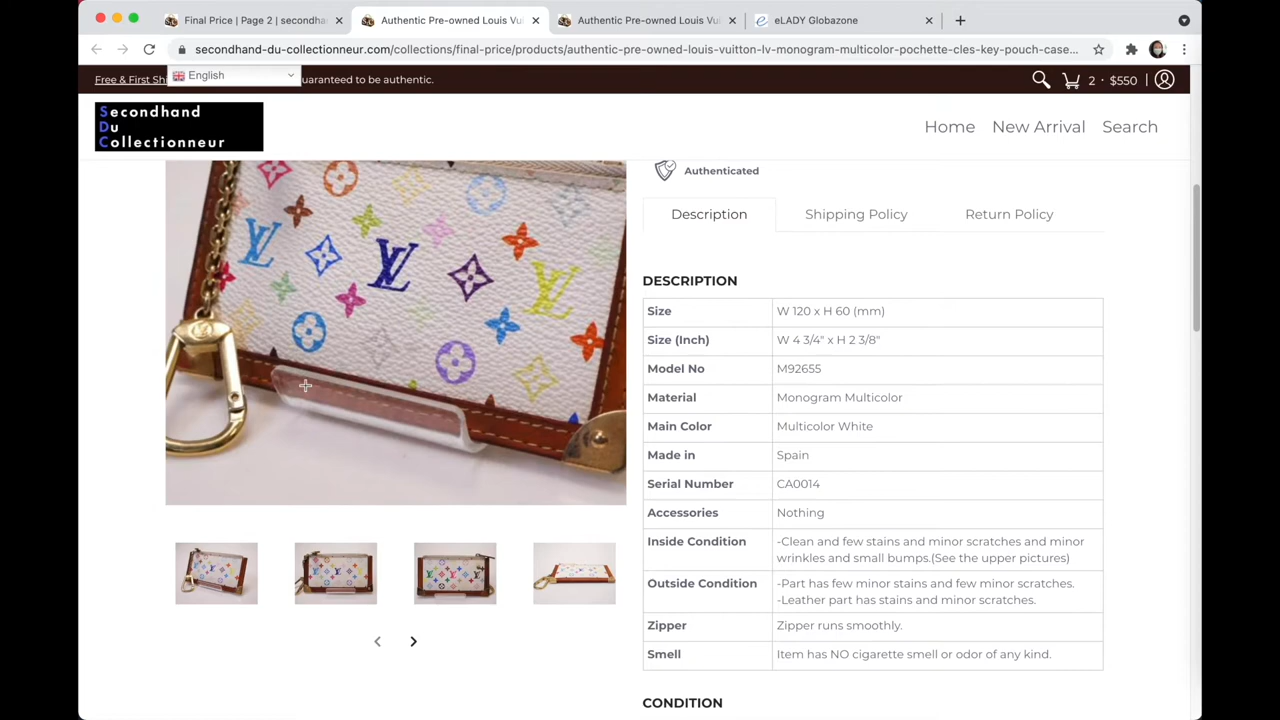 Final Price | Page 2 | secondha
Authentic Pre-owned Louis Vui
Authentic Pre-owned Louis Vui
eLADY Globazone
secondhand-du-collectionneur.com/collections/final-price/products/authentic-pre-owned-louis-vuitton-lv-monogram-multicolor-pochette-cles-key-pouch-case...
Free & First Shi
English
uaranteed to be authentic.
2 · $550
Secondhand
Du
Collectionneur
Home
New Arrival
Search
Authenticated
Description
Shipping Policy
Return Policy
DESCRIPTION
Size W 120 x H 60 (mm)
Size (Inch) W 4 3/4" x H 2 3/8"
Model No M92655
Material Monogram Multicolor
Main Color Multicolor White
Made in Spain
Serial Number CA0014
Accessories Nothing
Inside Condition -Clean and few stains and minor scratches and minor
wrinkles and small bumps.(See the upper pictures)
Outside Condition -Part has few minor stains and few minor scratches.
-Leather part has stains and minor scratches.
Zipper Zipper runs smoothly.
Smell Item has NO cigarette smell or odor of any kind.
CONDITION
LV
LV
LV